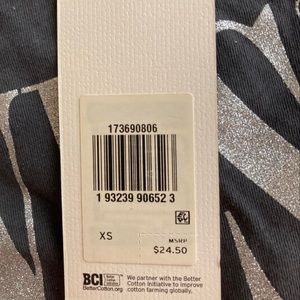 173690806
1 93239 90652 3
XS
MSRP
$24.50
BCI
BetterCotton.org
We partner with the Better
Cotton Initiative to improve
cotton farming globally.